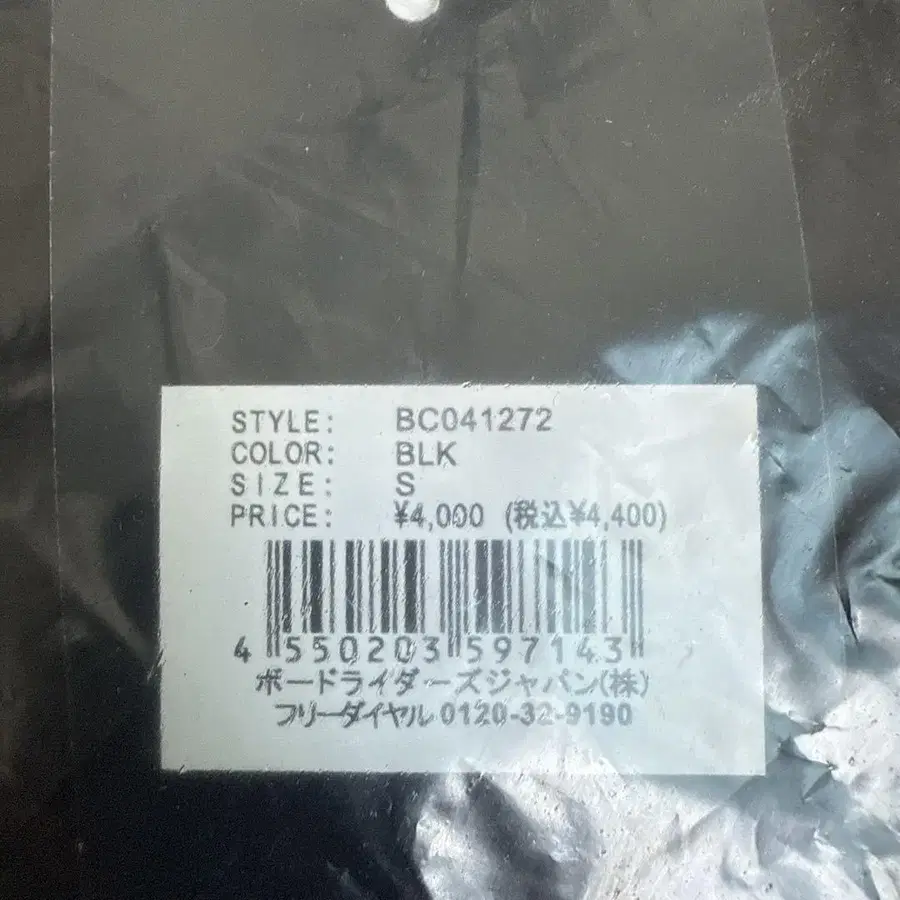 STYLE: BC041272
COLOR: BLK
SIZE: S
PRICE: ¥4,000 (税込¥4,400)
4 550203 597143
ボードライダーズジャパン(株)
フリーダイヤル 0120-32-9190